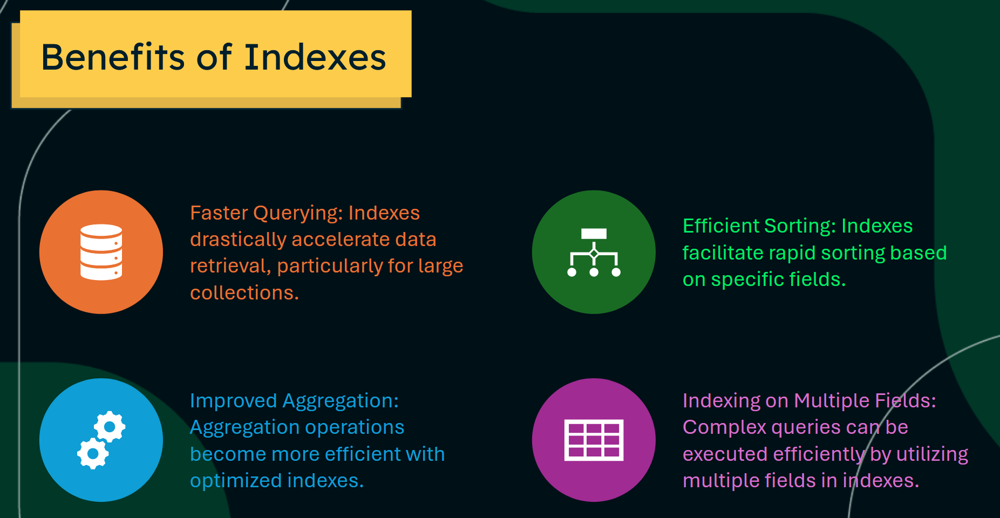 Benefits of Indexes
Faster Querying: Indexes
drastically accelerate data
retrieval, particularly for large
collections.
Efficient Sorting: Indexes
facilitate rapid sorting based
on specific fields.
Improved Aggregation:
Aggregation operations
become more efficient with
optimized indexes.
Indexing on Multiple Fields:
Complex queries can be
executed efficiently by utilizing
multiple fields in indexes.